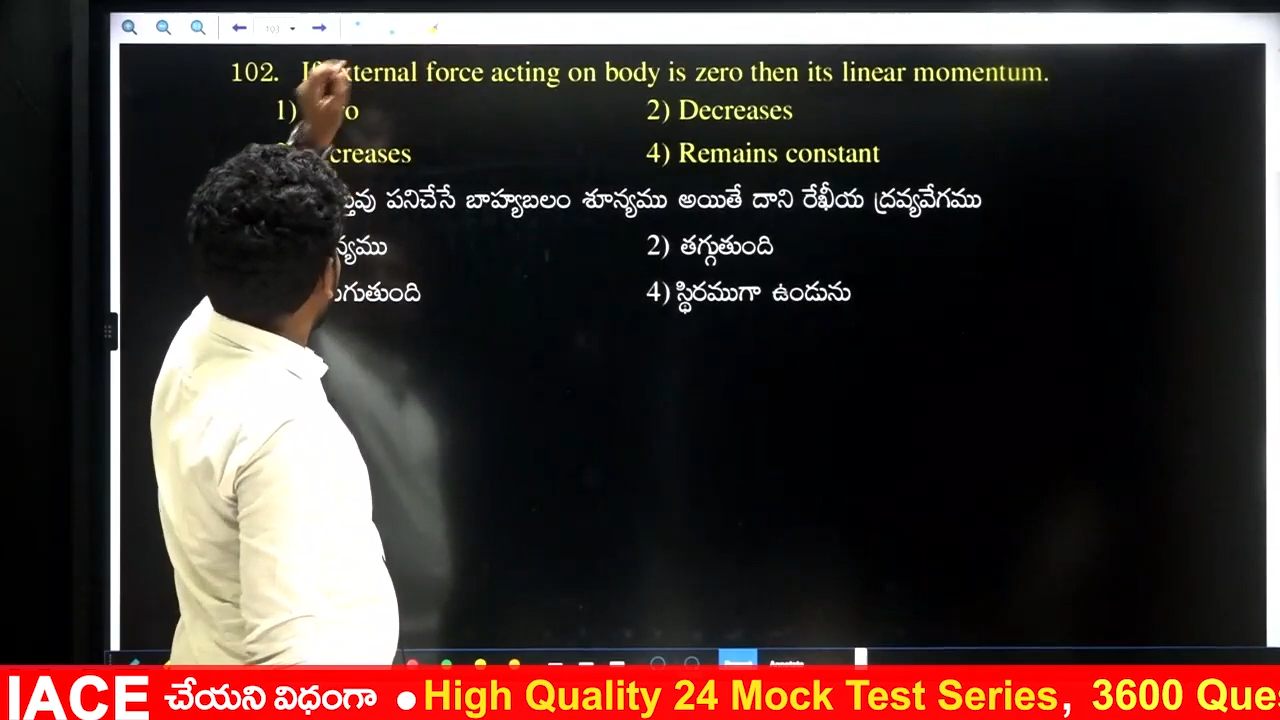 193
102. If external force acting on body is zero then its linear momentum.
1) 2) Decreases
4) Remains constant
పనిచేసే బాహ్యబలం శూన్యము అయితే దాని రేఖీయ ద్రవ్యవేగము
2) తగ్గుతుంది
4) స్థిరముగా ఉండును
IACE చేయని విధంగా ● High Quality 24 Mock Test Series, 3600